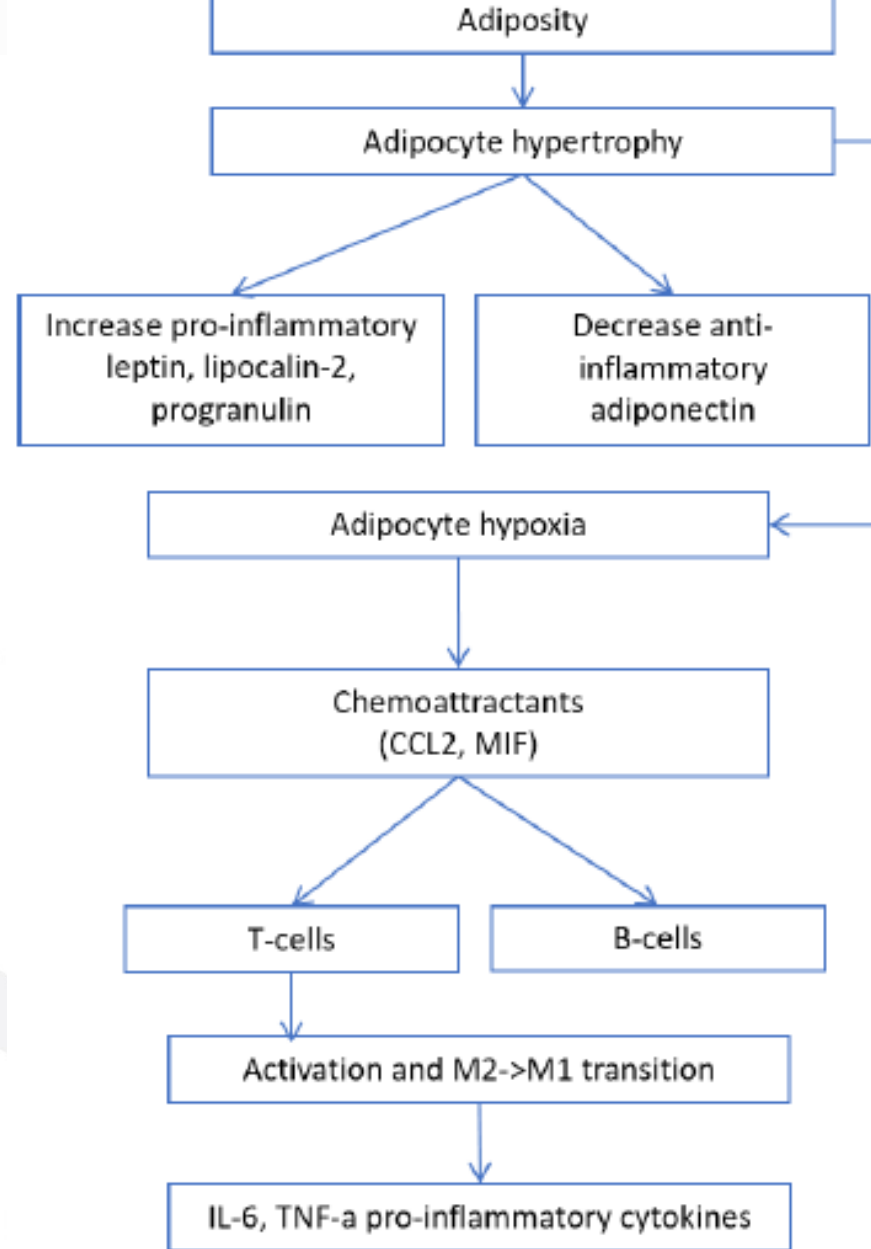 Adiposity
Adipocyte hypertrophy
Increase pro-inflammatory
leptin, lipocalin-2,
progranulin
Decrease anti-
inflammatory
adiponectin
Adipocyte hypoxia
Chemoattractants
(CCL2, MIF)
T-cells
B-cells
Activation and M2->M1 transition
IL-6, TNF-a pro-inflammatory cytokines